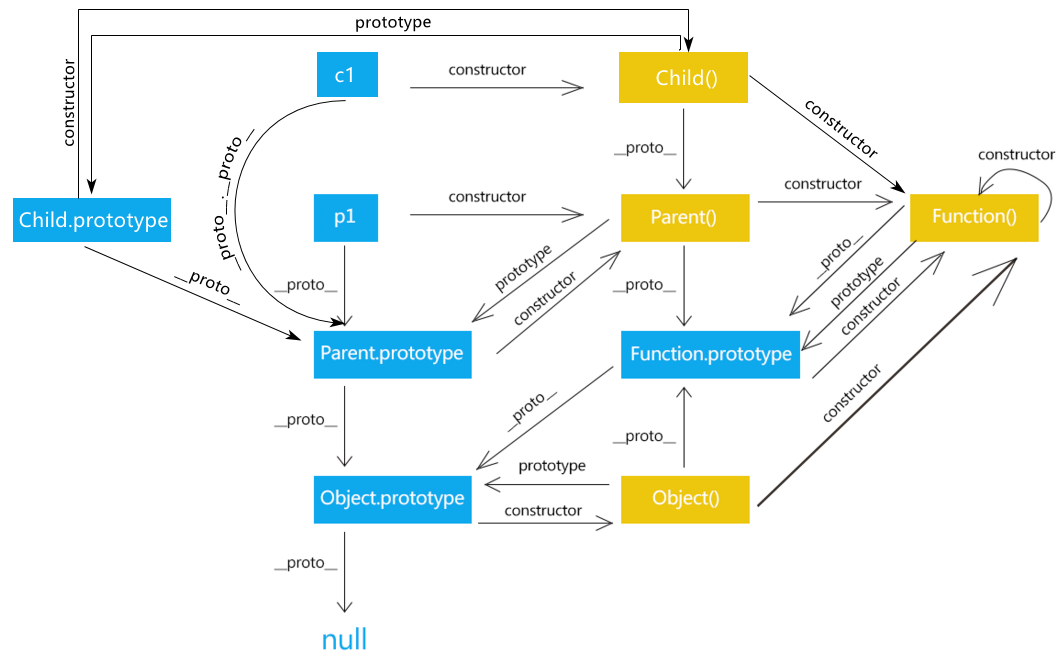 prototype
c1
constructor
Child()
constructor
constructor
__proto__.__proto__
__proto__
constructor
Child.prototype
p1
constructor
Parent()
constructor
Function()
__proto__
__proto__
prototype
constructor
__proto__
__proto__
prototype
constructor
Parent.prototype
Function.prototype
constructor
__proto__
__proto__
__proto__
Object.prototype
prototype
constructor
Object()
__proto__
null